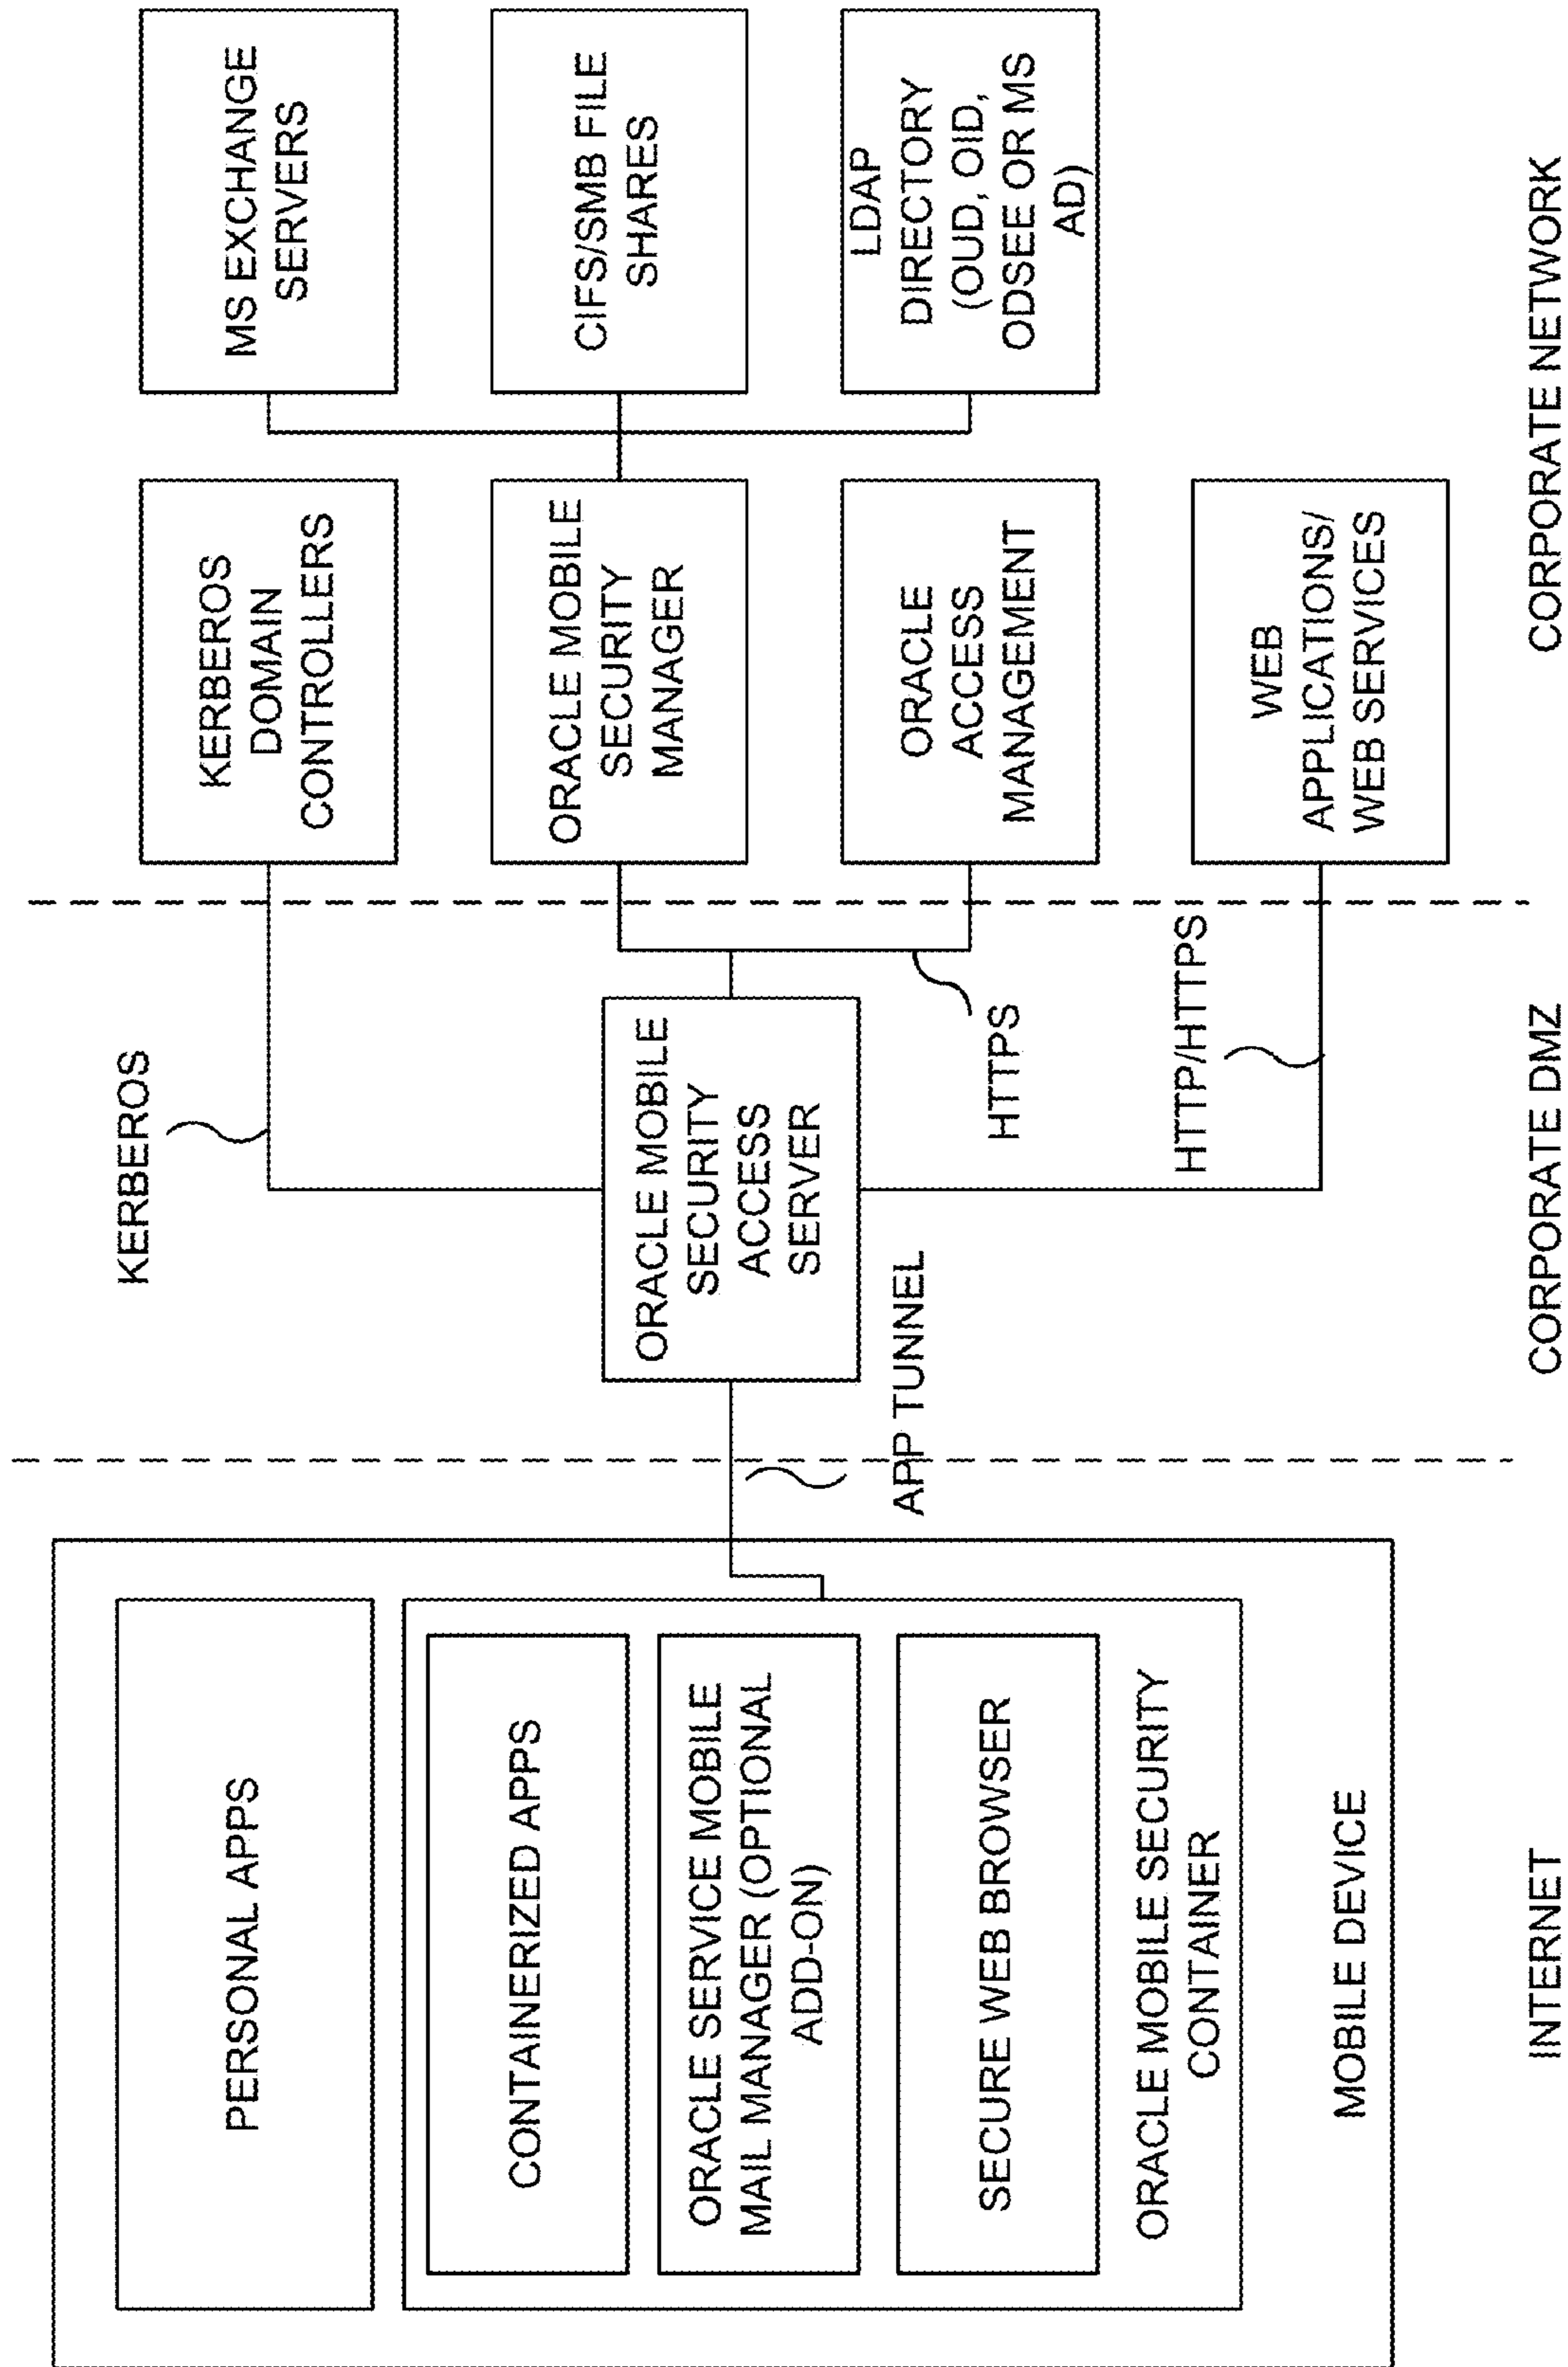 PERSONAL APPS
CONTAINERIZED APPS
ORACLE SERVICE MOBILE
MAIL MANAGER (OPTIONAL
ADD-ON)
SECURE WEB BROWSER
ORACLE MOBILE SECURITY
CONTAINER
MOBILE DEVICE
INTERNET
APP TUNNEL
KERBEROS
ORACLE MOBILE
SECURITY
ACCESS
SERVER
HTTPS
HTTP/HTTPS
CORPORATE DMZ
KERBEROS
DOMAIN
CONTROLLERS
ORACLE MOBILE
SECURITY
MANAGER
ORACLE
ACCESS
MANAGEMENT
WEB
APPLICATIONS/
WEB SERVICES
MS EXCHANGE
SERVERS
CIFS/SMB FILE
SHARES
LDAP
DIRECTORY
(OUD, OID,
ODSEE OR MS
AD)
CORPORATE NETWORK